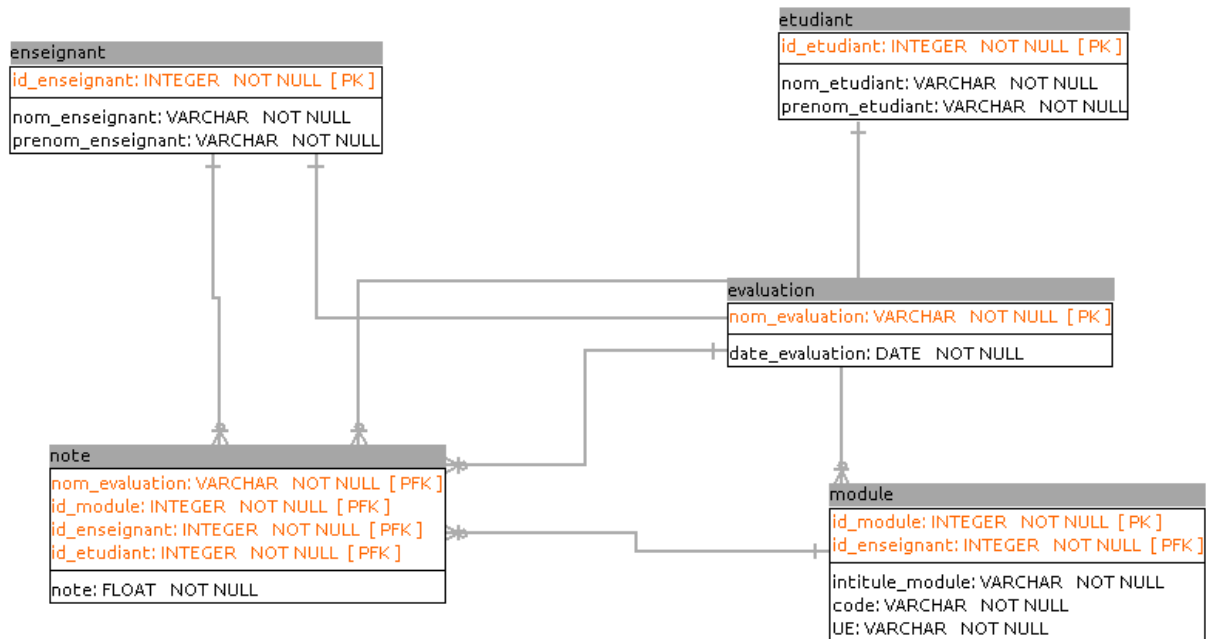 enseignant
id_enseignant: INTEGER NOT NULL [ PK ]
nom_enseignant: VARCHAR NOT NULL
prenom_enseignant: VARCHAR NOT NULL
etudiant
id_etudiant: INTEGER NOT NULL [ PK ]
nom_etudiant: VARCHAR NOT NULL
prenom_etudiant: VARCHAR NOT NULL
evaluation
nom_evaluation: VARCHAR NOT NULL [ PK ]
date_evaluation: DATE NOT NULL
note
nom_evaluation: VARCHAR NOT NULL [ PFK ]
id_module: INTEGER NOT NULL [ PFK ]
id_enseignant: INTEGER NOT NULL [ PFK ]
id_etudiant: INTEGER NOT NULL [ PFK ]
note: FLOAT NOT NULL
module
id_module: INTEGER NOT NULL [ PK ]
id_enseignant: INTEGER NOT NULL [ PFK ]
intitule_module: VARCHAR NOT NULL
code: VARCHAR NOT NULL
UE: VARCHAR NOT NULL